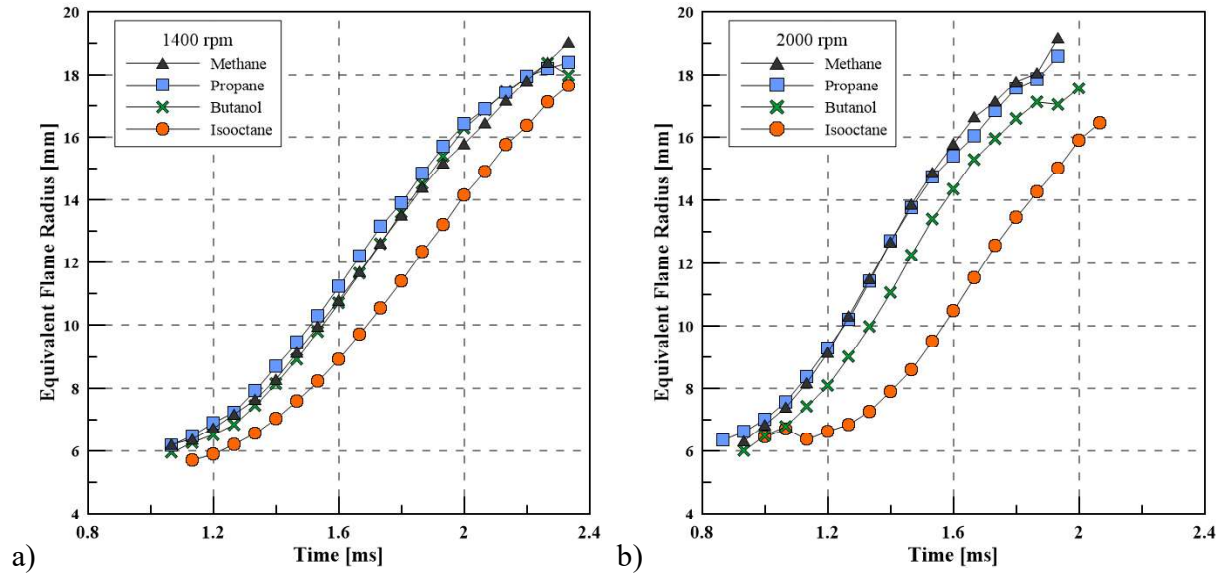 20
18
16
14
12
10
8
6
4
Equivalent Flame Radius [mm]
1400 rpm
Methane
Propane
Butanol
Isooctane
0.8
1.2
1.6
2
2.4
Time [ms]
a)
20
18
16
14
12
10
8
6
4
Equivalent Flame Radius [mm]
2000 rpm
Methane
Propane
Butanol
Isooctane
0.8
1.2
1.6
2
2.4
Time [ms]
b)